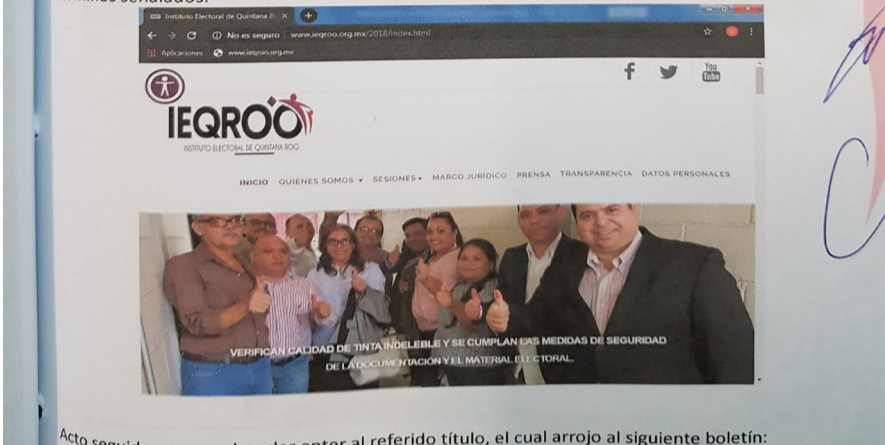 señalados:
Instituto Electoral de Quintana
No es seguro www.ieqroo.org.mx/2018/index.html
Aplicaciones www.ieqroo.org.mx
f
You
Tube
IEQROO
INSTITUTO ELECTORAL DE QUINTANA ROO
INICIO QUIENES SOMOS SESIONES MARCO JURÍDICO PRENSA TRANSPARENCIA DATOS PERSONALES
VERIFICAN CALIDAD DE TINTA INDELEBLE Y SE CUMPLAN LAS MEDIDAS DE SEGURIDAD
DE LA DOCUMENTACIÓN Y EL MATERIAL ELECTORAL.
Acto enter al referido título, el cual arrojo al siguiente boletín: